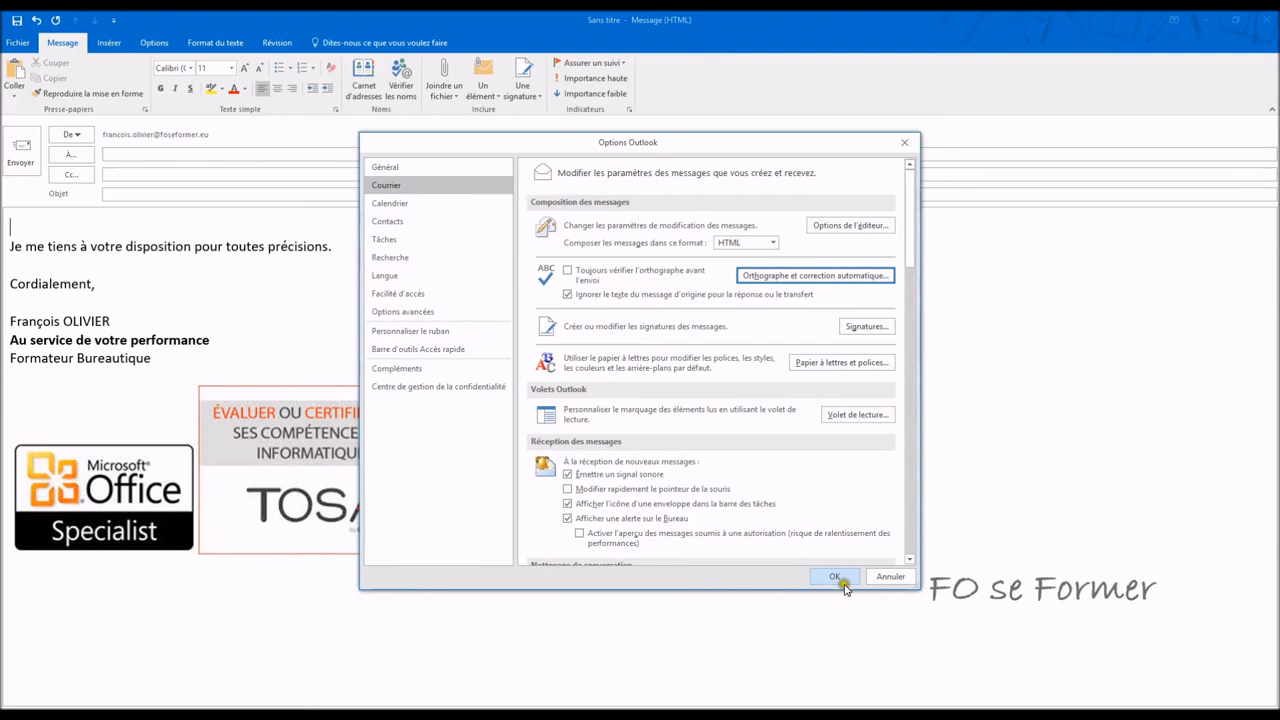 Sans titre - Message (HTML)
Fichier Message Insérer Options Format du texte Révision Dites-nous ce que vous voulez faire
Coller
Couper
Copier
Reproduire la mise en forme
Presse-papiers
Calibri (C 11
G I S
Texte simple
Carnet d'adresses
Vérifier les noms
Noms
Joindre un fichier
Un élément
Une signature
Inclure
Assurer un suivi
Importance haute
Importance faible
Indicateurs
Envoyer
De francois.olivier@foseformer.eu
À...
Cc...
Objet
Je me tiens à votre disposition pour toutes précisions.
Cordialement,
François OLIVIER
Au service de votre performance
Formateur Bureautique
Microsoft®
Office
Specialist
ÉVALUER OU CERTIFI
SES COMPÉTENCE
INFORMATIQU
TOSA
Options Outlook
Général
Courrier
Calendrier
Contacts
Tâches
Recherche
Langue
Facilité d'accès
Options avancées
Personnaliser le ruban
Barre d'outils Accès rapide
Compléments
Centre de gestion de la confidentialité
Modifier les paramètres des messages que vous créez et recevez.
Composition des messages
Changer les paramètres de modification des messages. Options de l'éditeur...
Composer les messages dans ce format : HTML
ABC
Toujours vérifier l'orthographe avant
l'envoi
Orthographe et correction automatique...
Ignorer le texte du message d'origine pour la réponse ou le transfert
Créer ou modifier les signatures des messages. Signatures...
Utiliser le papier à lettres pour modifier les polices, les styles,
les couleurs et les arrière-plans par défaut.
Papier à lettres et polices...
Volets Outlook
Personnaliser le marquage des éléments lus en utilisant le volet de
lecture.
Volet de lecture...
Réception des messages
À la réception de nouveaux messages :
Émettre un signal sonore
Modifier rapidement le pointeur de la souris
Afficher l'icône d'une enveloppe dans la barre des tâches
Afficher une alerte sur le Bureau
Activer l'aperçu des messages soumis à une autorisation (risque de ralentissement des
performances)
Nettoyage de conversation
OK Annuler
FO se Former